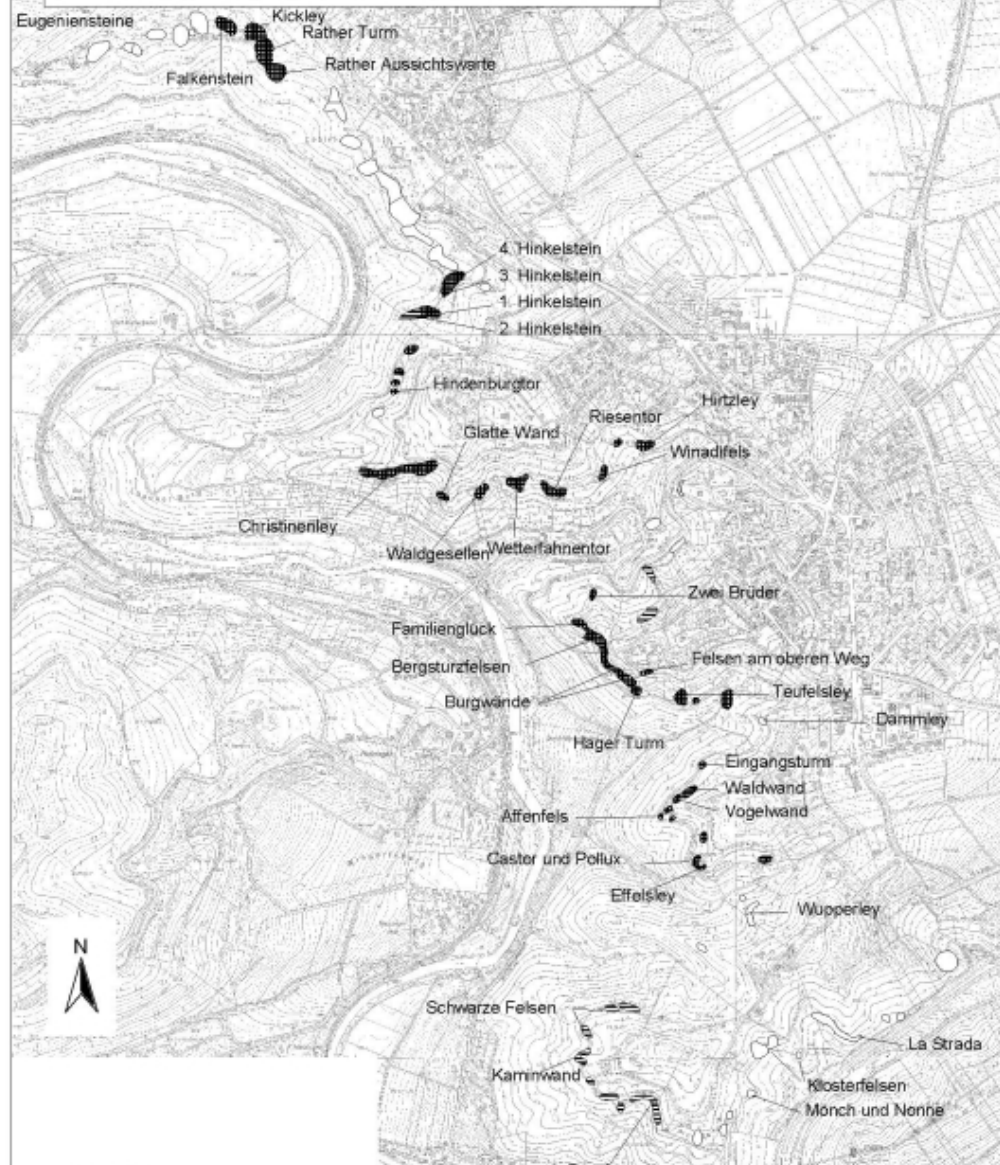 Eugeniensteine
Kickley
Rather Turm
Rather Aussichtswarte
Falkenstein
4. Hinkelstein
3. Hinkelstein
1. Hinkelstein
2. Hinkelstein
Hindenburgtor
Hirtzley
Riesentor
Glatte Wand
Winadifels
Christinenley
Waldgesellen
Wetterfahnentor
Zwei Brüder
Familienglück
Felsen am oberen Weg
Bergsturzfelsen
Teufelsley
Burgwände
Dammley
Hager Turm
Eingangsturm
Waldwand
Vogelwand
Affenfels
Castor und Pollux
Effelsley
Wupperley
N
Schwarze Felsen
La Strada
Kaminwand
Klosterfelsen
Mönch und Nonne